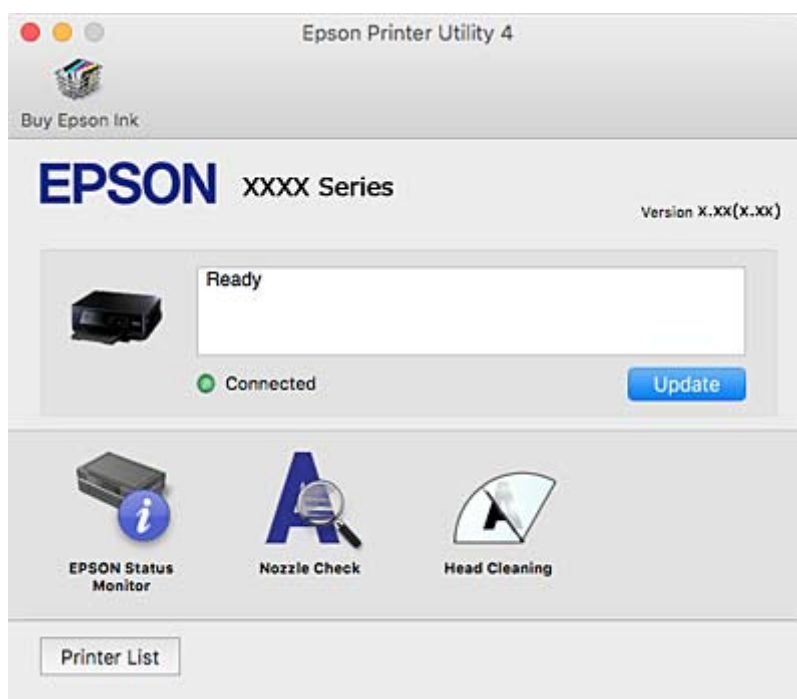 Epson Printer Utility 4
Buy Epson Ink
EPSON XXXX Series
Version X.XX(X.XX)
Ready
Connected
Update
EPSON Status
Monitor
Nozzle Check
Head Cleaning
Printer List